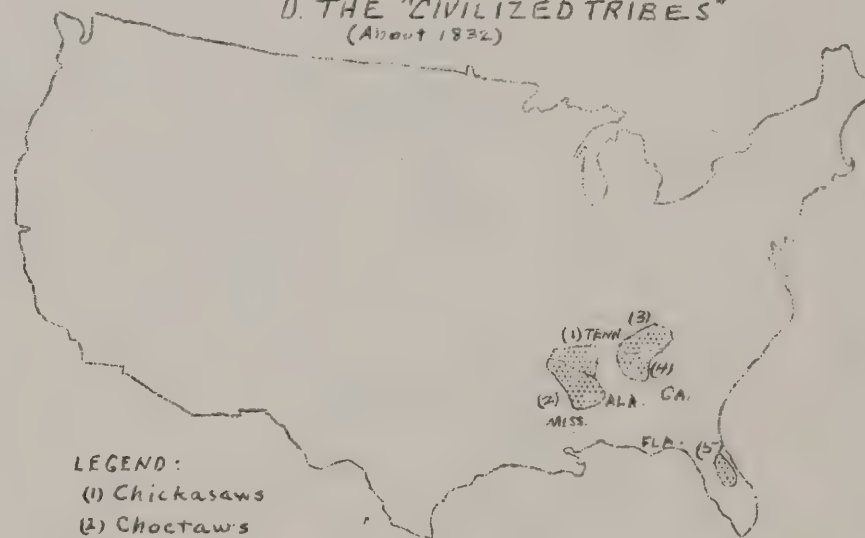 D. THE "CIVILIZED TRIBES"
(About 1832)
(3)
(1) TENN
(4)
(2) ALA. GA.
MISS.
FLA. (5)
LEGEND:
(1) Chickasaws
(2) Choctaws